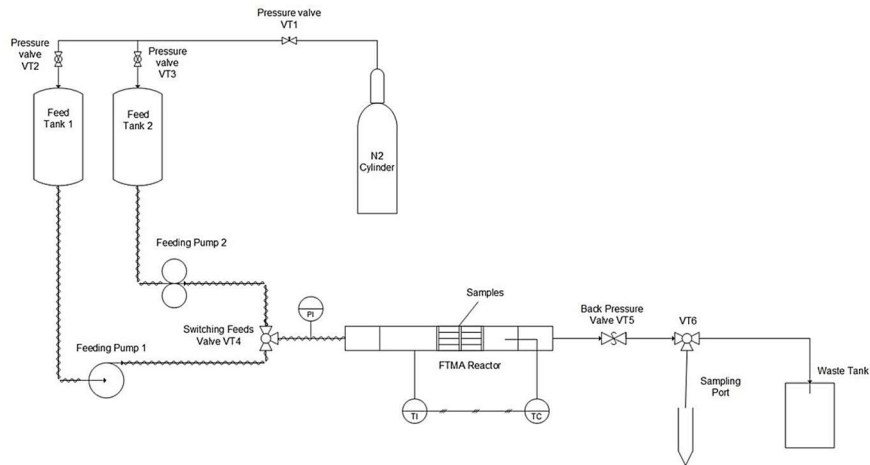 Pressure valve
VT1
Pressure
valve
VT2
Pressure
valve
VT3
Feed
Tank 1
Feed
Tank 2
N2
Cylinder
Feeding Pump 2
Samples
PI
Switching Feeds
Valve VT4
Back Pressure
Valve VT5
VT6
Feeding Pump 1
FTMA Reactor
Sampling
Port
Waste Tank
TI
TC